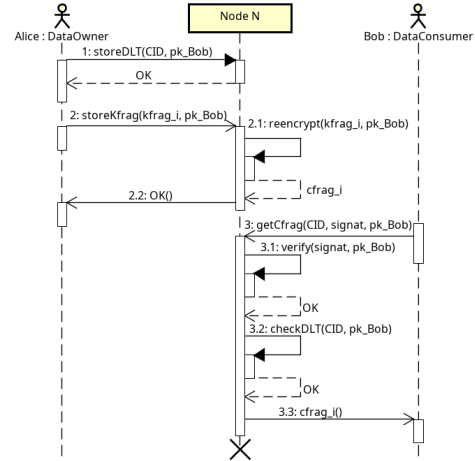 Node N
Alice : DataOwner
Bob : DataConsumer
1: storeDLT(CID, pk_Bob)
OK
2: storeKfrag(kfrag_i, pk_Bob)
2.1: reencrypt(kfrag_i, pk_Bob)
cfrag_i
2.2: OK()
3: getCfrag(CID, signat, pk_Bob)
3.1: verify(signat, pk_Bob)
OK
3.2: checkDLT(CID, pk_Bob)
OK
3.3: cfrag_i()